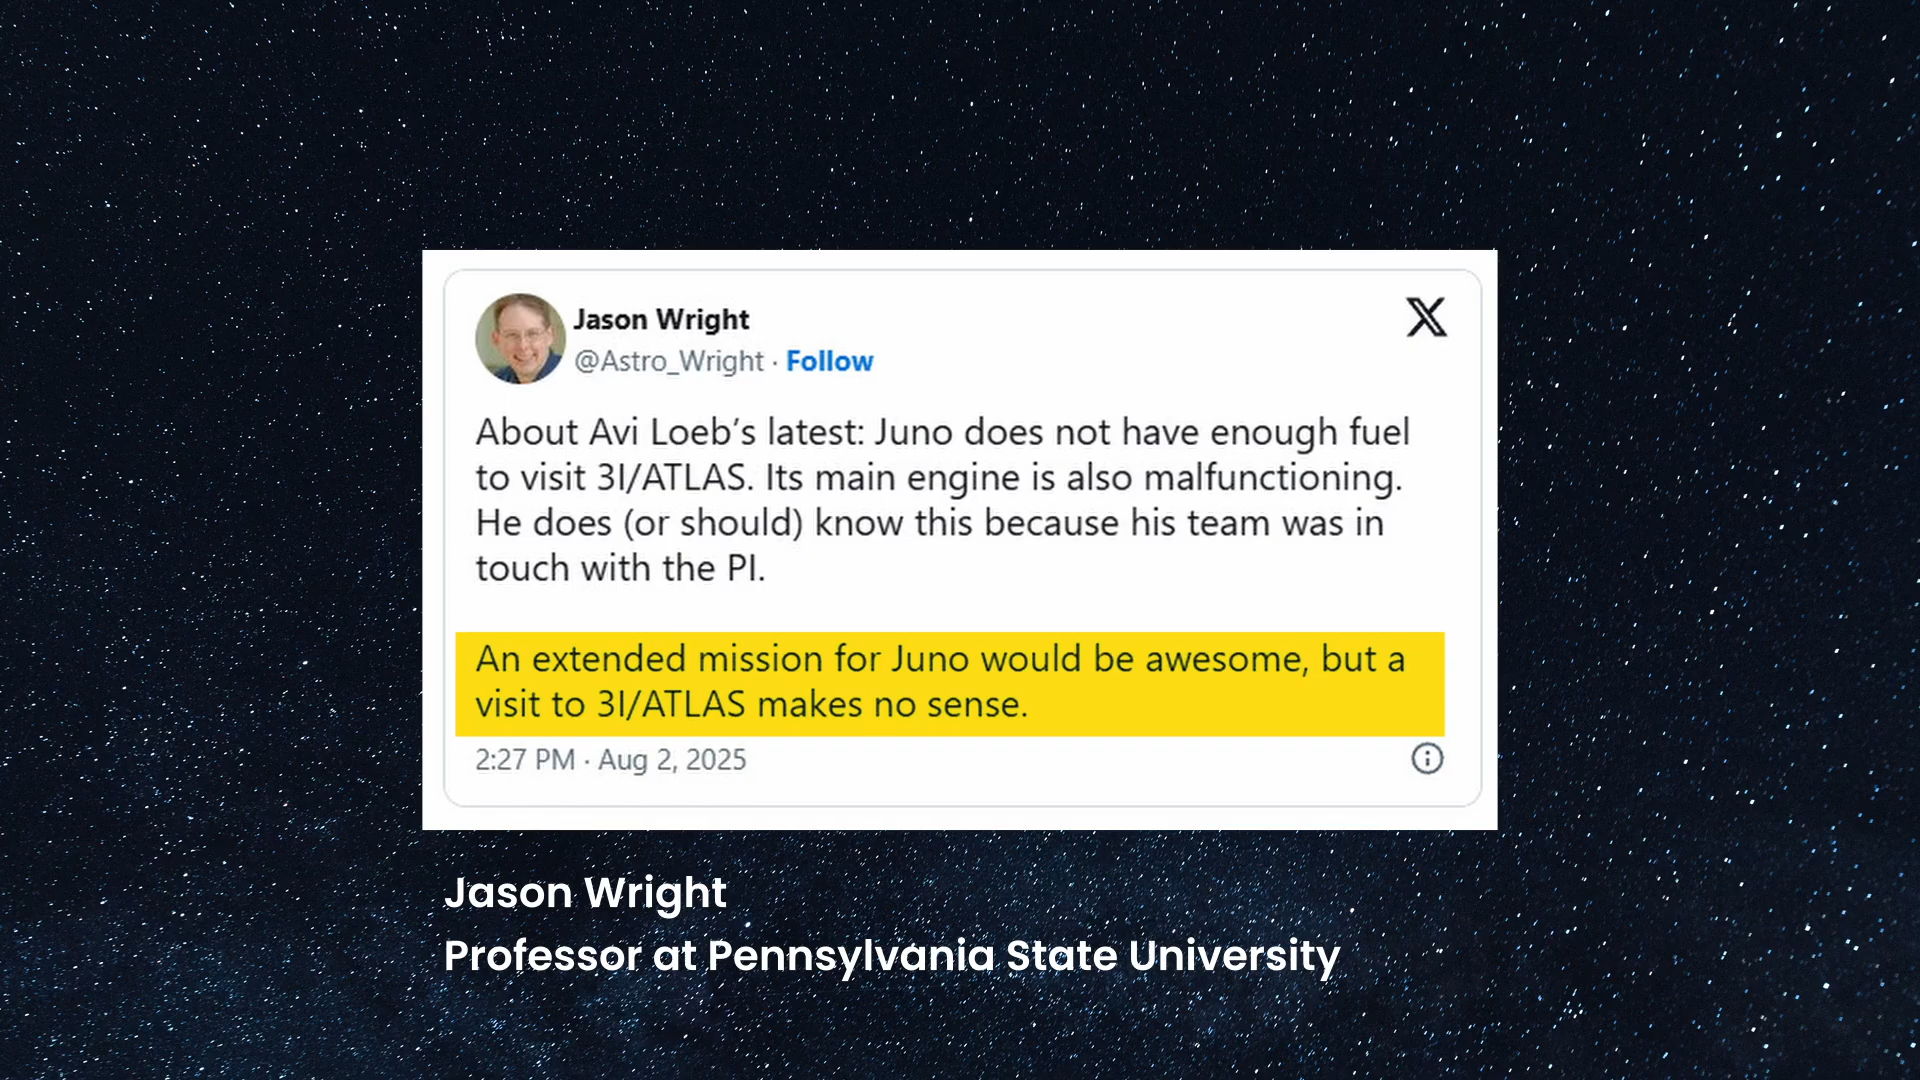 Jason Wright
@Astro_Wright · Follow
About Avi Loeb’s latest: Juno does not have enough fuel
to visit 3I/ATLAS. Its main engine is also malfunctioning.
He does (or should) know this because his team was in
touch with the PI.
An extended mission for Juno would be awesome, but a
visit to 3I/ATLAS makes no sense.
2:27 PM · Aug 2, 2025
Jason Wright
Professor at Pennsylvania State University